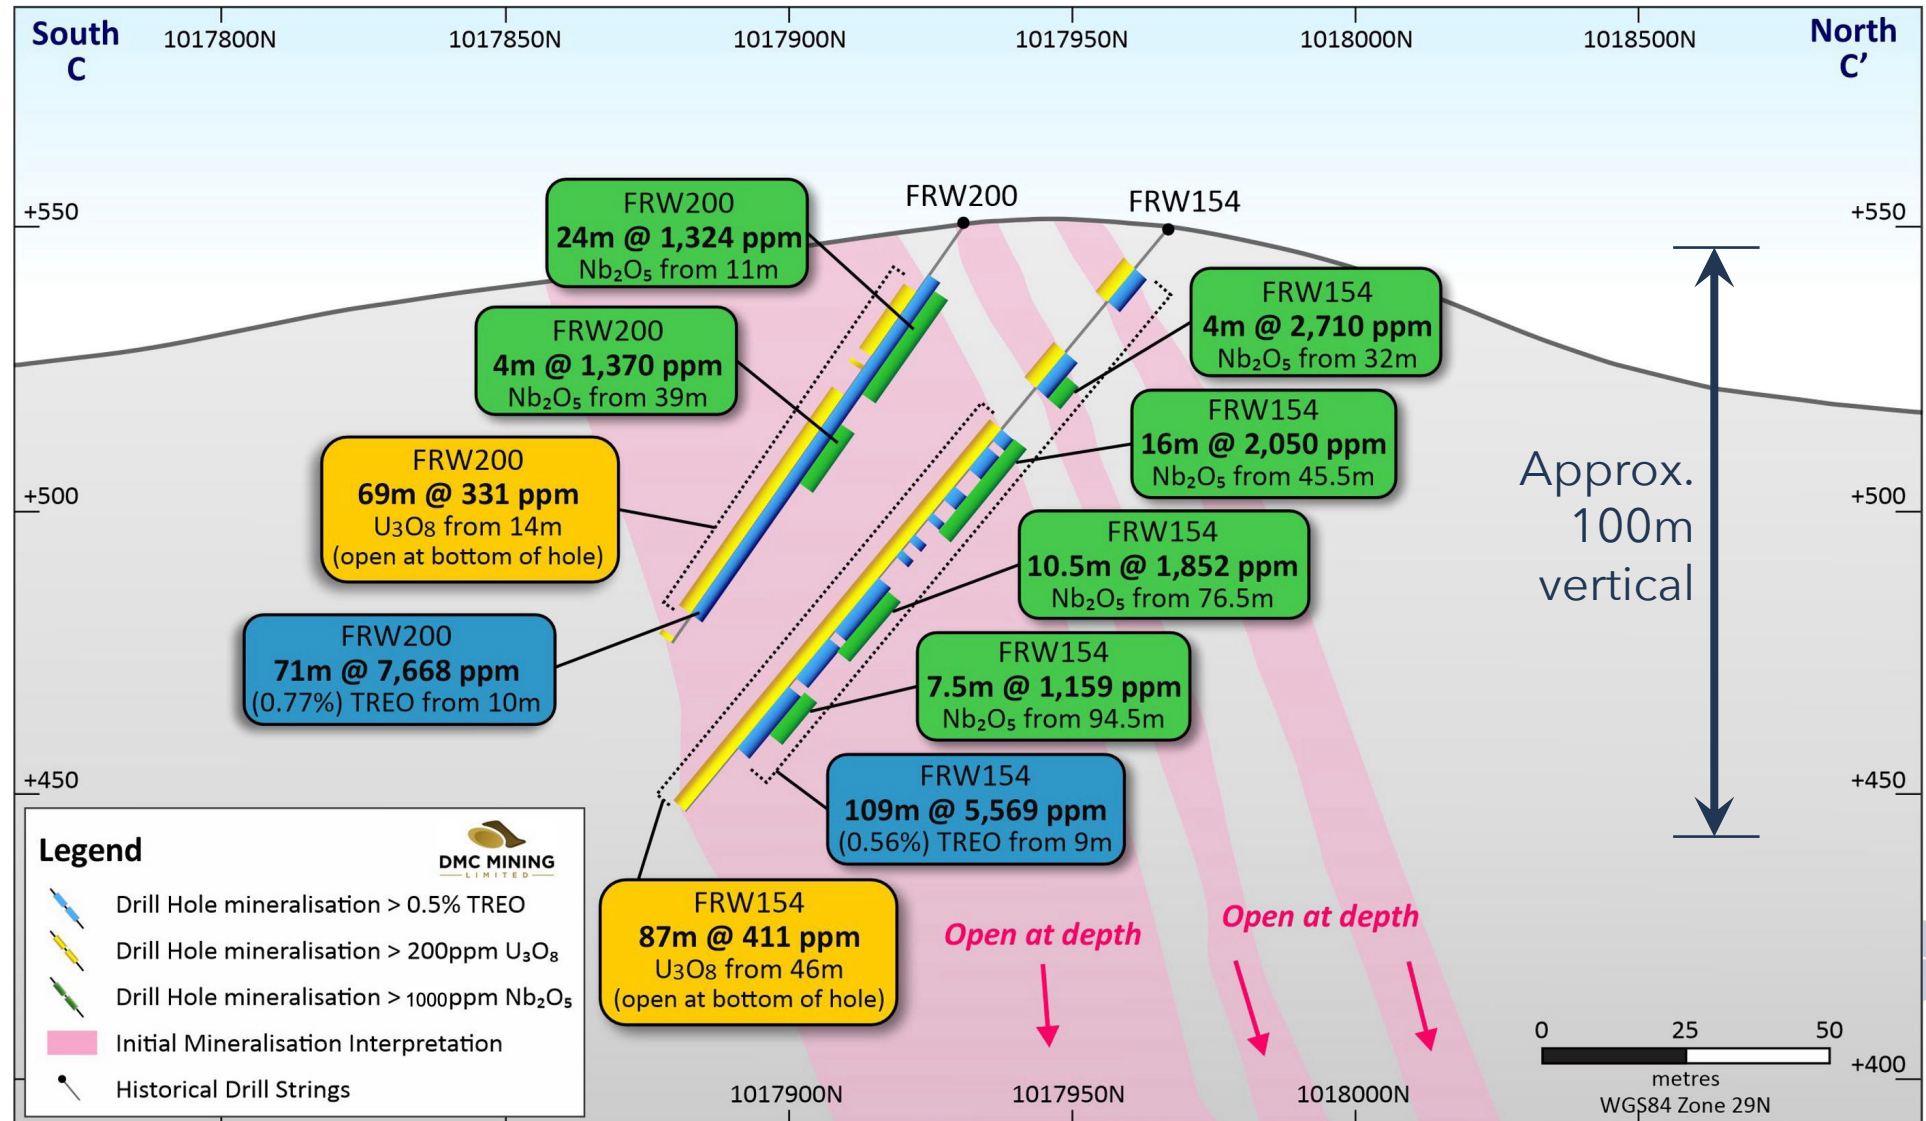 South
C
1017800N
1017850N
1017900N
1017950N
1018000N
1018500N
North
C’
+550
+550
FRW200
FRW154
FRW200
24m @ 1,324 ppm
Nb₂O₅ from 11m
FRW200
4m @ 1,370 ppm
Nb₂O₅ from 39m
FRW200
69m @ 331 ppm
U3O8 from 14m
(open at bottom of hole)
FRW200
71m @ 7,668 ppm
(0.77%) TREO from 10m
FRW154
4m @ 2,710 ppm
Nb₂O₅ from 32m
FRW154
16m @ 2,050 ppm
Nb₂O₅ from 45.5m
FRW154
10.5m @ 1,852 ppm
Nb₂O₅ from 76.5m
FRW154
7.5m @ 1,159 ppm
Nb₂O₅ from 94.5m
FRW154
109m @ 5,569 ppm
(0.56%) TREO from 9m
FRW154
87m @ 411 ppm
U3O8 from 46m
(open at bottom of hole)
Approx.
100m
vertical
+500
+500
+450
+450
Open at depth
Open at depth
Legend
DMC MINING
LIMITED
Drill Hole mineralisation > 0.5% TREO
Drill Hole mineralisation > 200ppm U₃O₈
Drill Hole mineralisation > 1000ppm Nb₂O₅
Initial Mineralisation Interpretation
Historical Drill Strings
0 25 50
metres
WGS84 Zone 29N
+400
1017900N
1017950N
1018000N